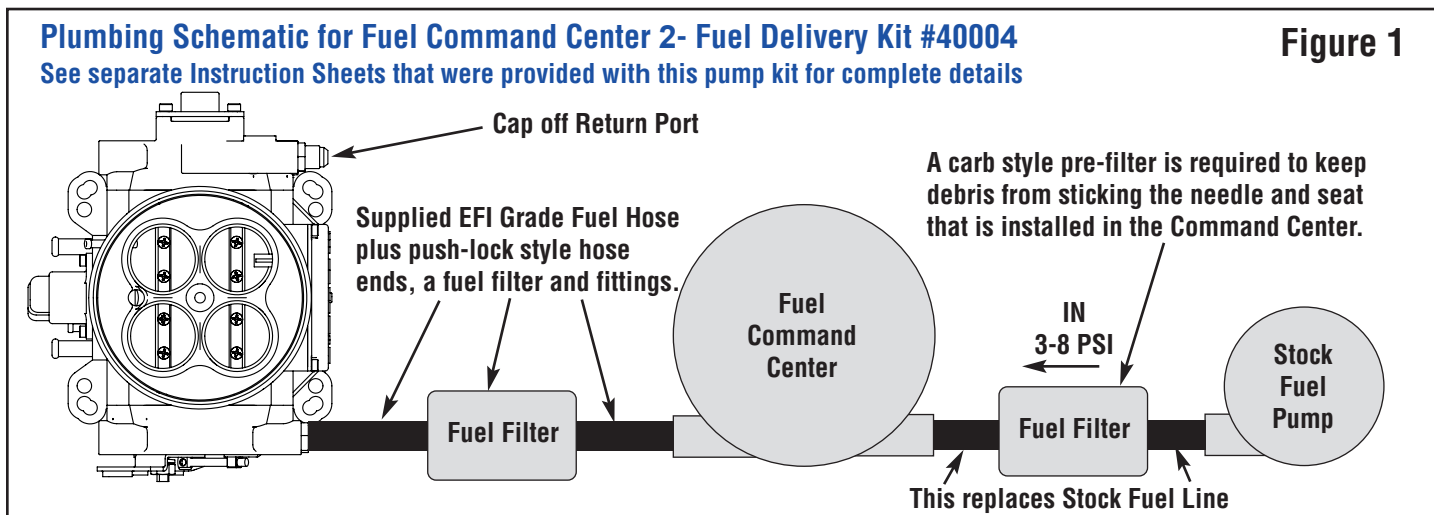 Plumbing Schematic for Fuel Command Center 2- Fuel Delivery Kit #40004
Figure 1
See separate Instruction Sheets that were provided with this pump kit for complete details
Cap off Return Port
A carb style pre-filter is required to keep
debris from sticking the needle and seat
that is installed in the Command Center.
Supplied EFI Grade Fuel Hose
plus push-lock style hose
ends, a fuel filter and fittings.
Fuel
Command
Center
IN
3-8 PSI
Stock
Fuel
Pump
Fuel Filter
Fuel Filter
This replaces Stock Fuel Line